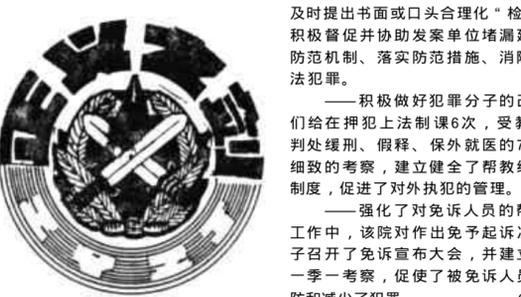 及时提出书面或口头合理化“检
积极督促并协助发案单位堵漏建
防范机制、落实防范措施、消除
法犯罪。
——积极做好犯罪分子的改
们给在押犯上法制课6次，受教
判处缓刑、假释、保外就医的7
细致的考察，建立健全了帮教组
制度，促进了对外执犯的管理。
——强化了对免诉人员的帮
工作中，该院对作出免予起诉决
子召开了免诉宣布大会，并建立
一季一考察，促使了被免诉人员
防和减少了犯罪